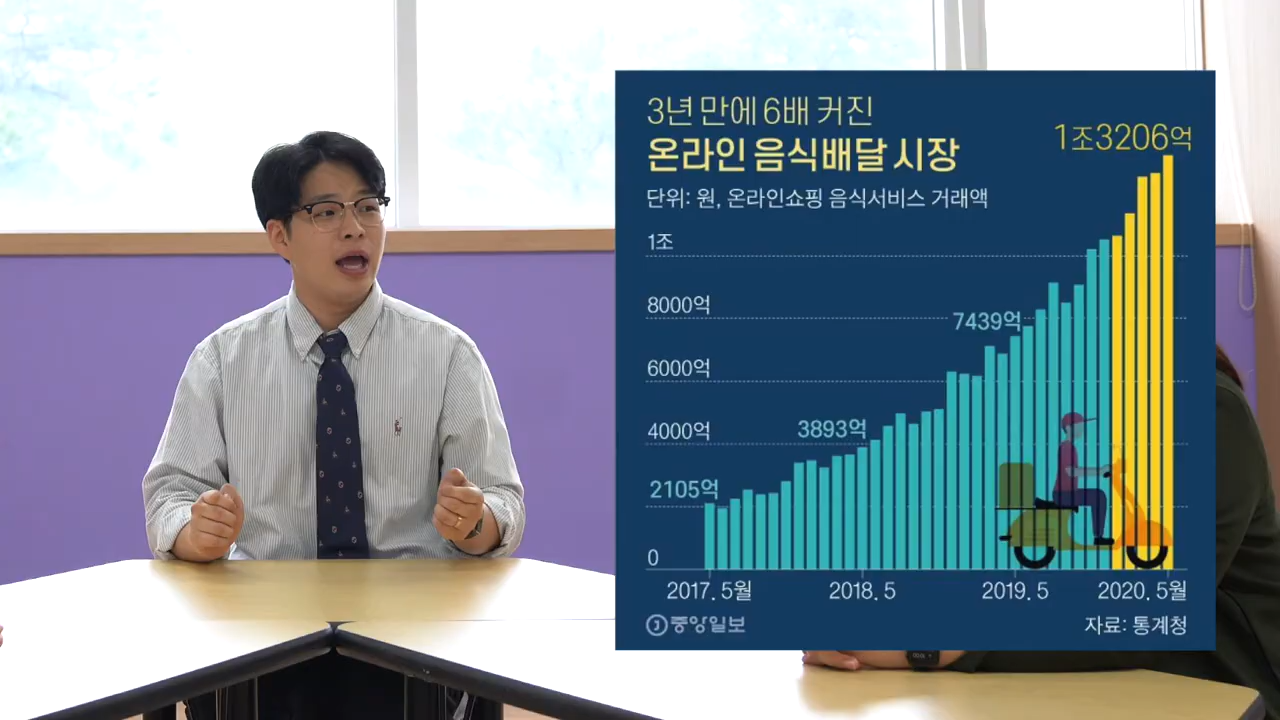 3년 만에 6배 커진
온라인 음식배달 시장
단위: 원, 온라인쇼핑 음식서비스 거래액
1조3206억
1조
8000억
7439억
6000억
4000억
3893억
2105억
0
2017. 5월
2018. 5
2019. 5
2020. 5월
중앙일보
자료: 통계청